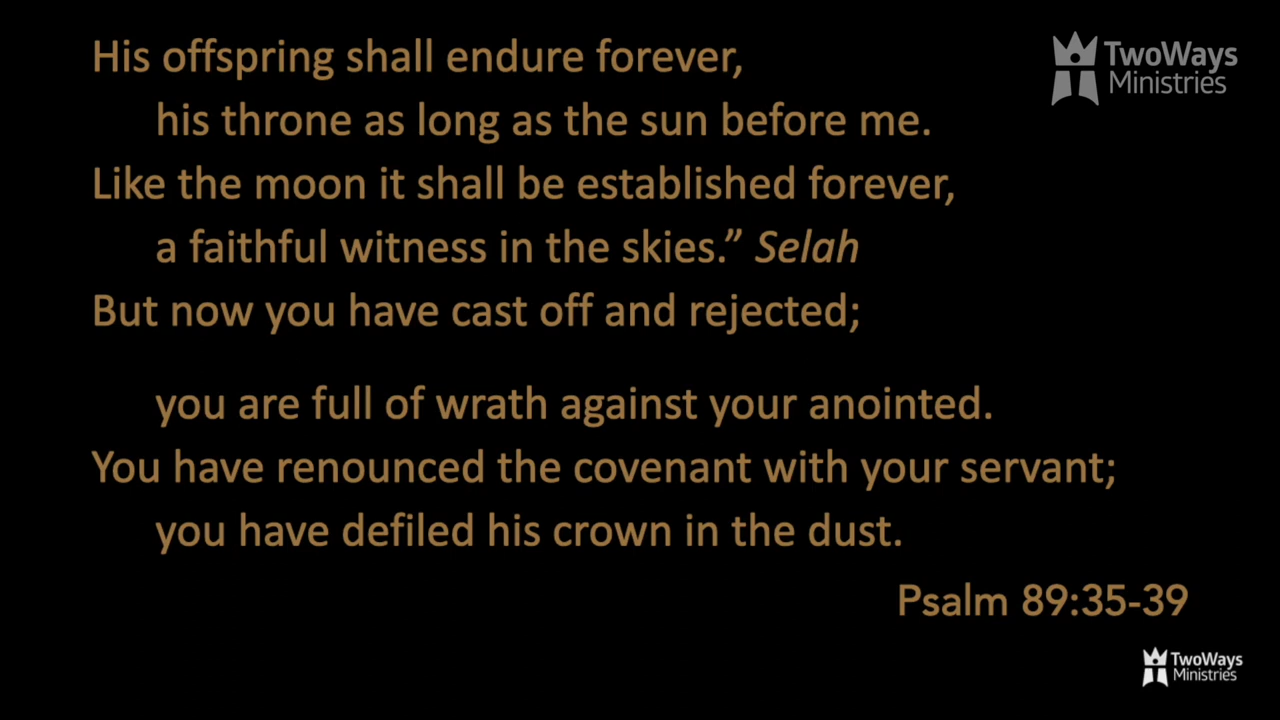 TwoWays
Ministries
His offspring shall endure forever,
his throne as long as the sun before me.
Like the moon it shall be established forever,
a faithful witness in the skies.” Selah
But now you have cast off and rejected;
you are full of wrath against your anointed.
You have renounced the covenant with your servant;
you have defiled his crown in the dust.
Psalm 89:35-39
TwoWays
Ministries